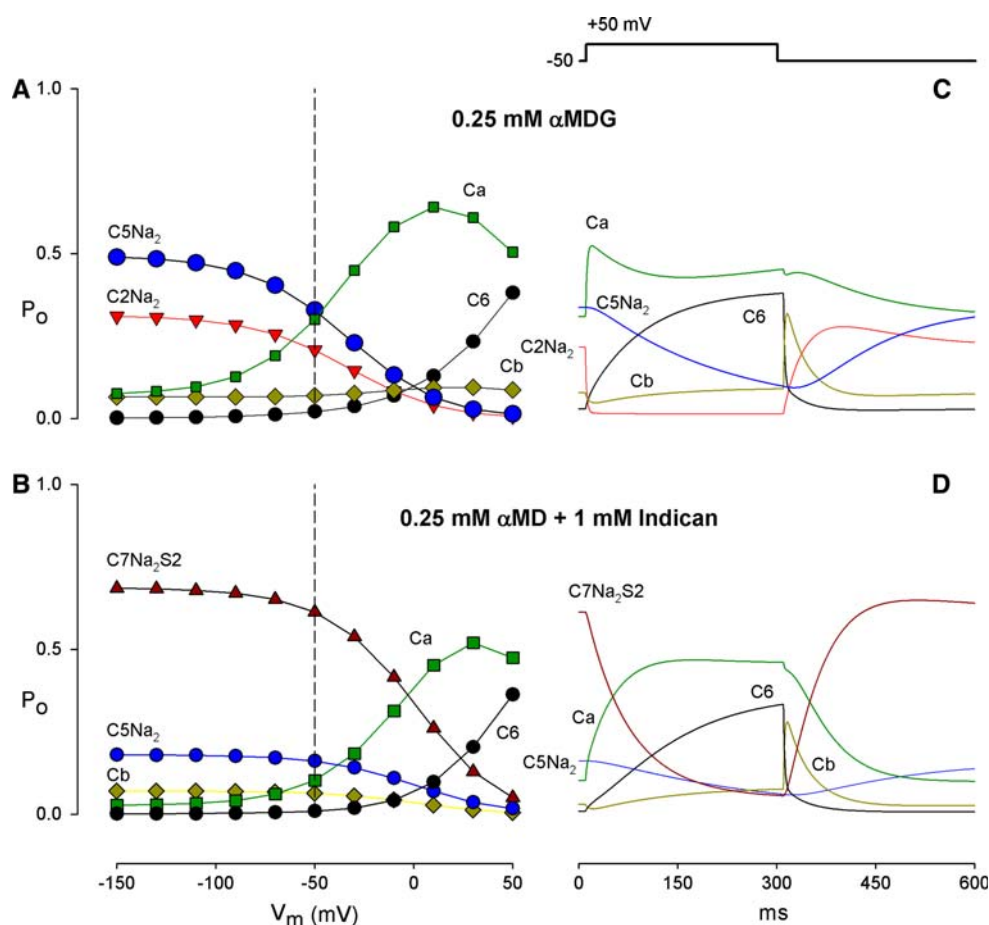 +50 mV
-50
A
1.0
0.25 mM αMDG
C
Ca
C5Na2
C2Na2
0.5
PO
C6
Cb
0.0
Ca
C5Na2
C2Na2
C6
Cb
B
1.0
0.25 mM αMD + 1 mM Indican
D
C7Na2S2
Ca
0.5
PO
C6
C5Na2
Cb
0.0
C7Na2S2
C6
Ca
Cb
C5Na2
-150
-100
-50
0
50
Vm (mV)
0
150
300
450
600
ms